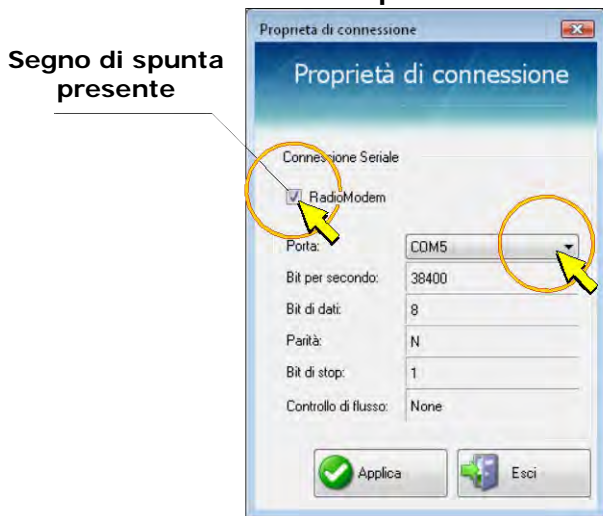 Proprietà di connessione
Segno di spunta
presente
Proprietà di connessione
Connessione Seriale
RadioModem
Porta:
COM5
Bit per secondo:
38400
Bit di dati:
8
Parità:
N
Bit di stop:
1
Controllo di flusso:
None
Applica
Esci